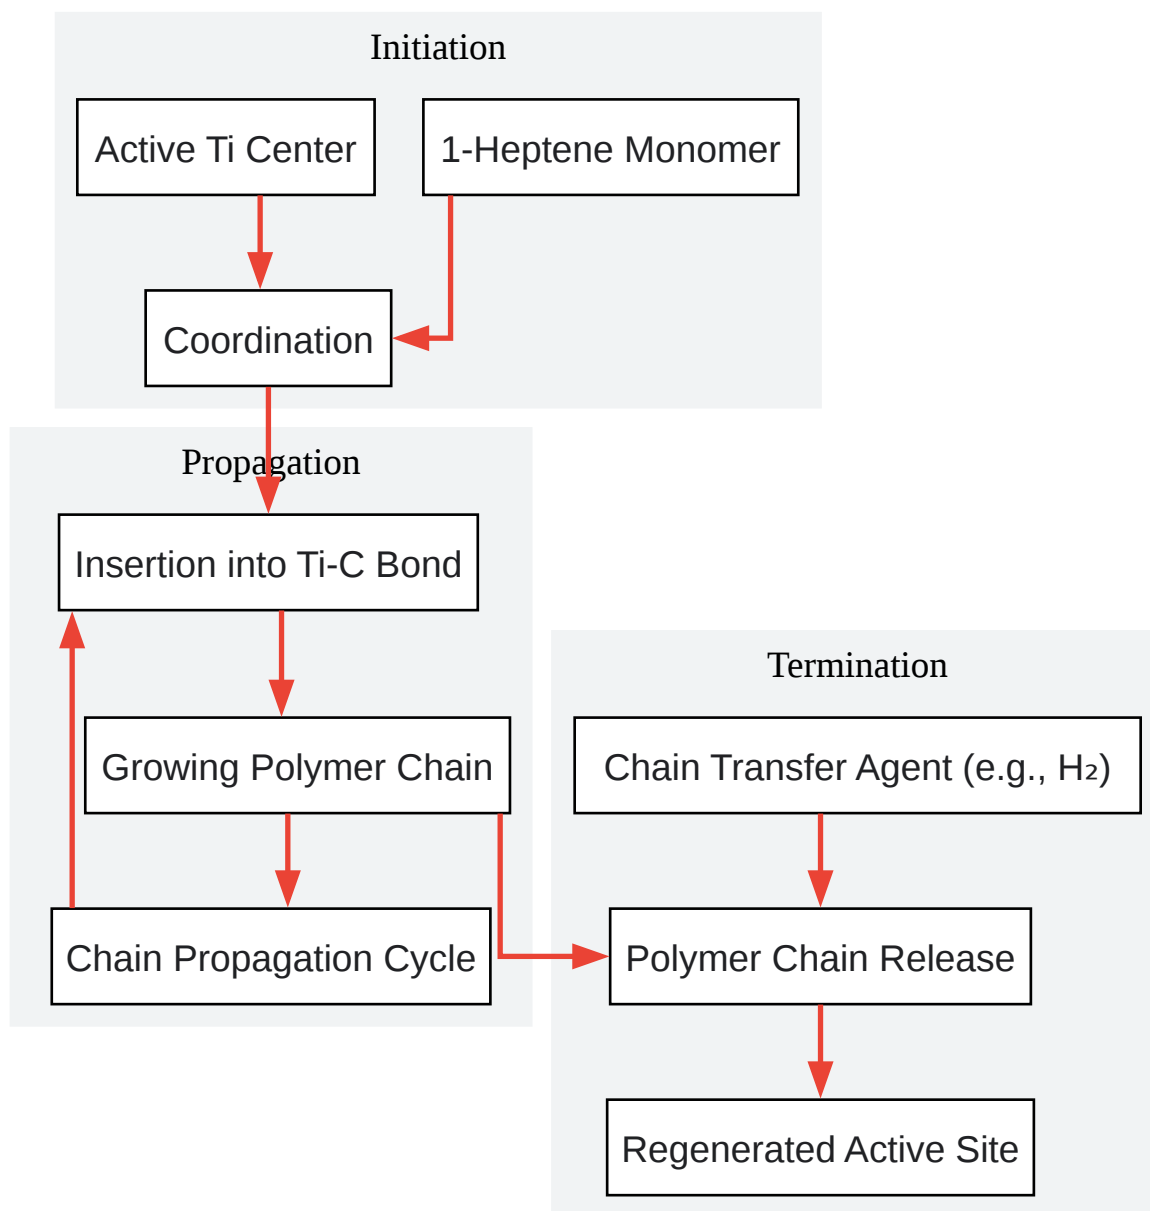 Initiation
Active Ti Center
1-Heptene Monomer
Coordination
Propagation
Insertion into Ti-C Bond
Growing Polymer Chain
Chain Propagation Cycle
Termination
Chain Transfer Agent (e.g., H₂)
Polymer Chain Release
Regenerated Active Site